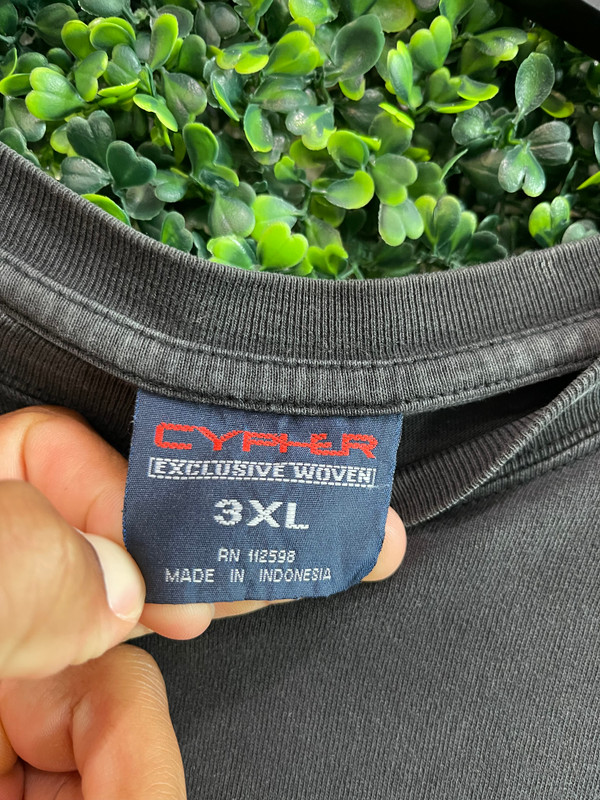 CYPHER
EXCLUSIVE WOVEN
3XL
RN 112598
MADE IN INDONESIA